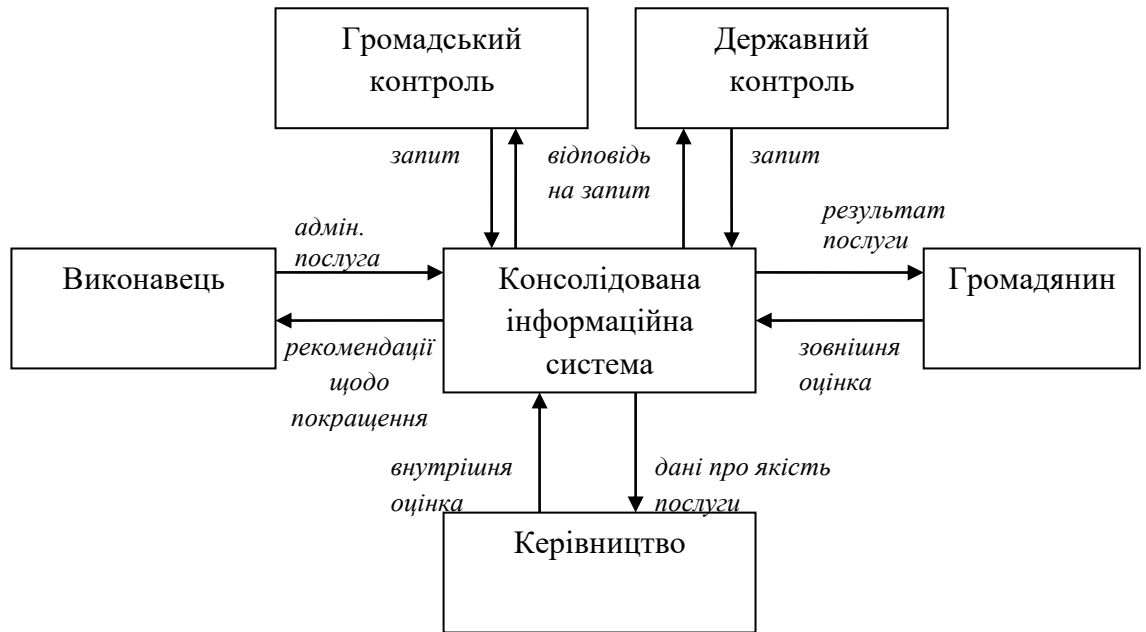 Громадський
контроль
Державний
контроль
запит
відповідь
на запит
запит
адмін.
послуга
результат
послуги
Виконавець
Консолідована
інформаційна
система
Громадянин
рекомендації
щодо
покращення
зовнішня
оцінка
внутрішня
оцінка
дані про якість
послуги
Керівництво